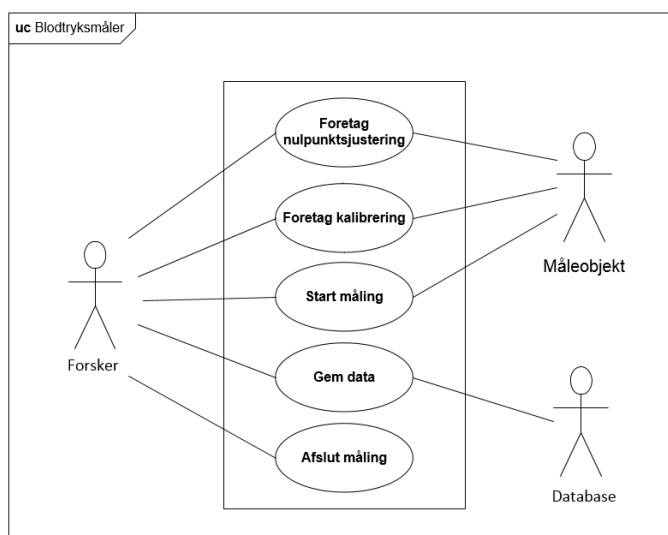 uc Blodtryksmåler
Foretag
nulpunktsjustering
Foretag kalibrering
Start måling
Gem data
Afslut måling
Forsker
Måleobjekt
Database